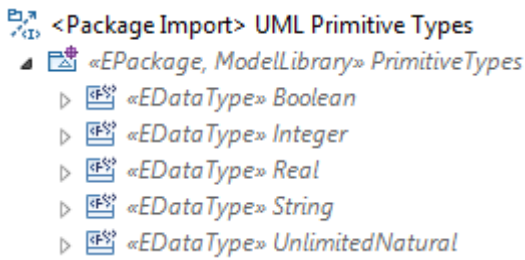 <Package Import> UML Primitive Types
«EPackage, ModelLibrary» PrimitiveTypes
«EDataType» Boolean
«EDataType» Integer
«EDataType» Real
«EDataType» String
«EDataType» UnlimitedNatural